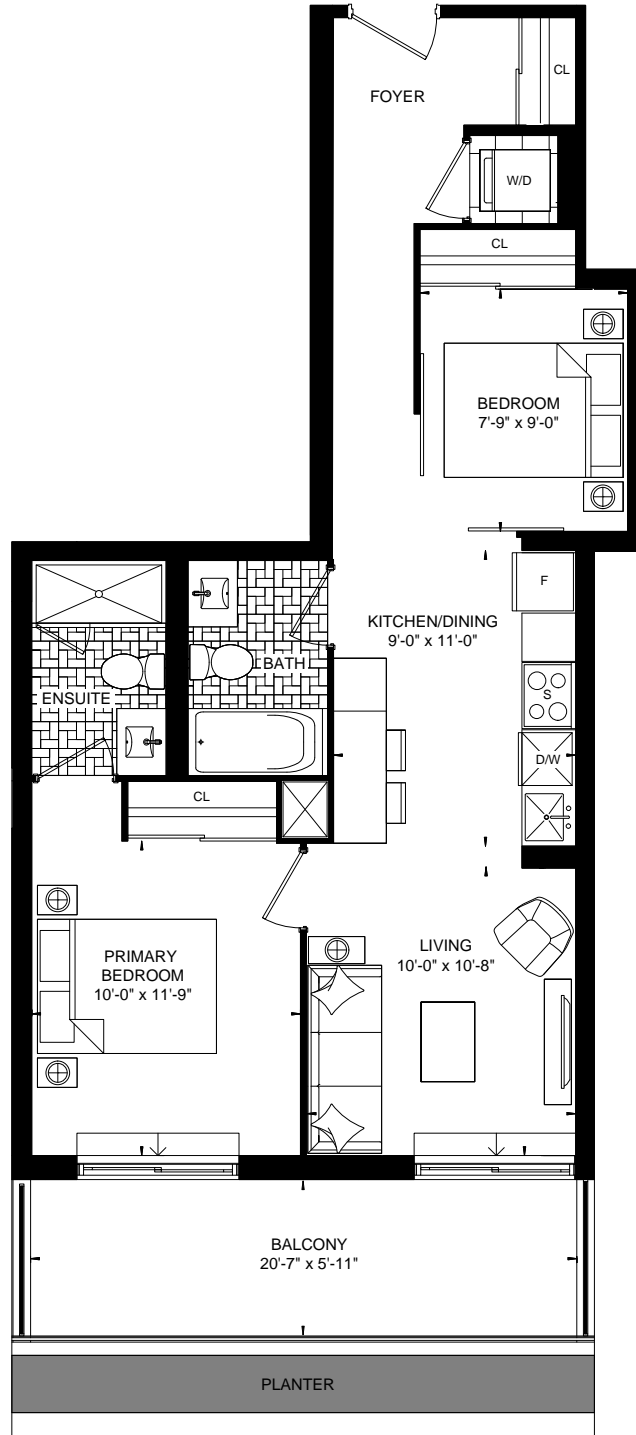 FOYER
CL
W/D
CL
BEDROOM
7'-9" x 9'-0"
F
KITCHEN/DINING
9'-0" x 11'-0"
BATH
ENSUITE
S
D/W
CL
LIVING
10'-0" x 10'-8"
PRIMARY
BEDROOM
10'-0" x 11'-9"
BALCONY
20'-7" x 5'-11"
PLANTER